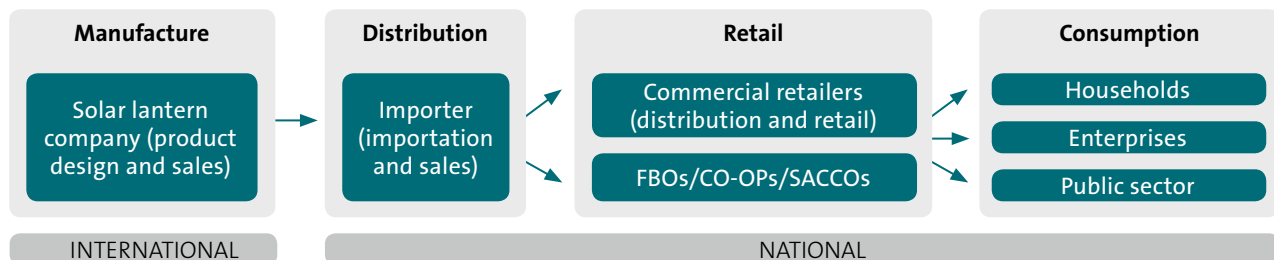 Manufacture
Solar lantern
company (product
design and sales)
Distribution
Importer
(importation
and sales)
Retail
Commercial retailers
(distribution and retail)
FBOs/CO-OPs/SACCOs
Consumption
Households
Enterprises
Public sector
INTERNATIONAL
NATIONAL